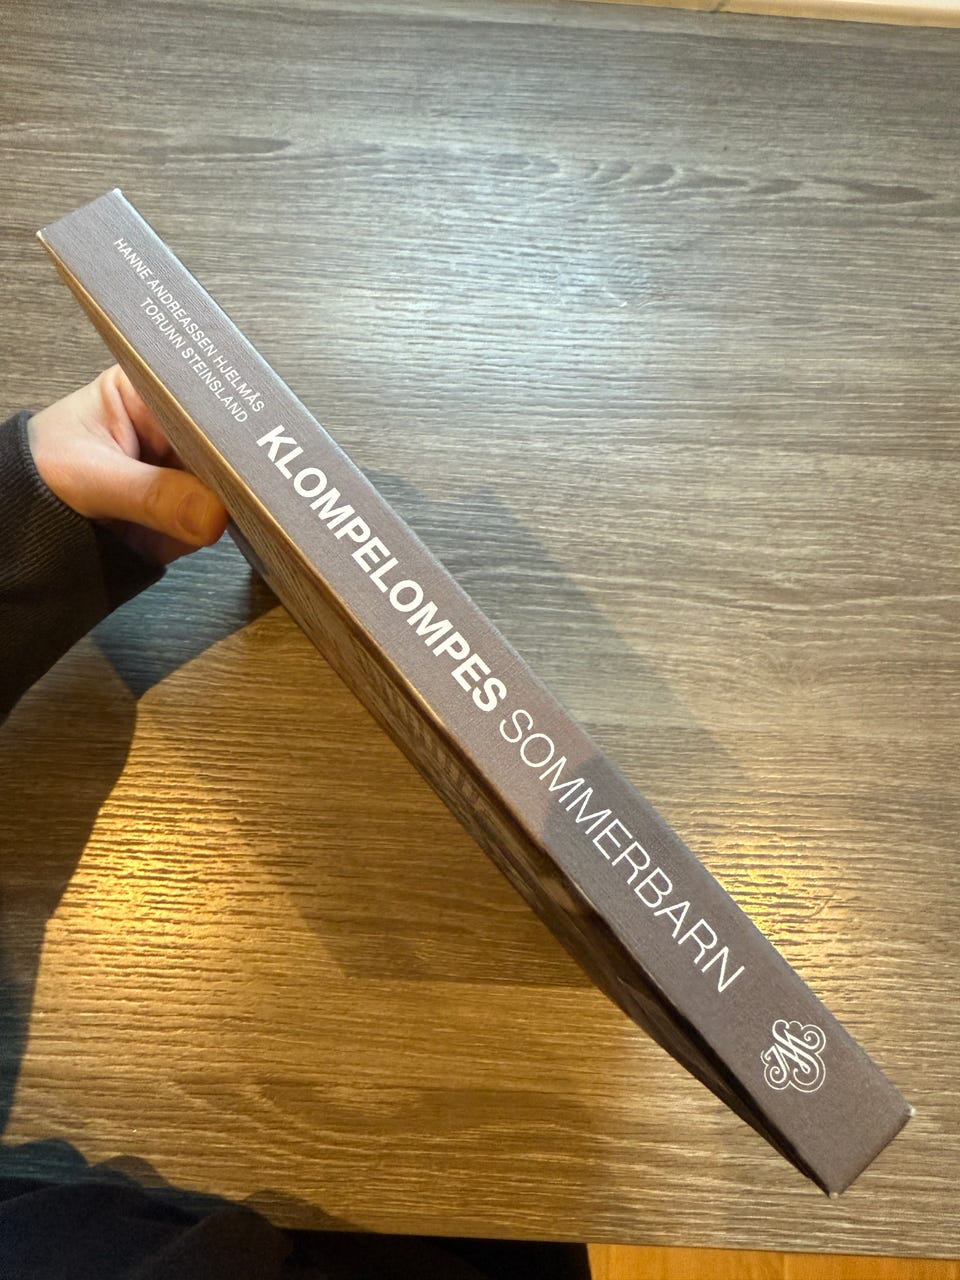 HANNE ANDREASSEN HJELMÅS
TORUNN STEINSLAND
KLOMPELOMPES SOMMERBARN